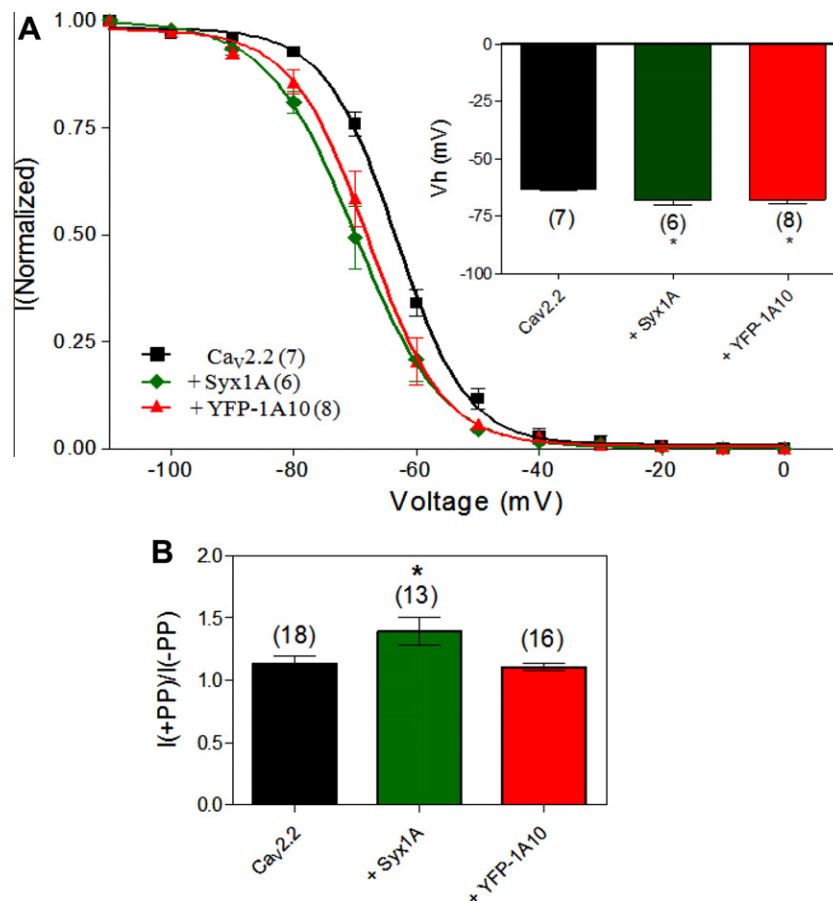 A
1.00
0.75
0.50
0.25
0.00
I(Normalized)
-100
-80
-60
-40
-20
0
Voltage (mV)
CaV2.2 (7)
+ Syx1A (6)
+ YFP-1A10 (8)
0
-25
-50
-75
-100
Vh (mV)
(7)
(6)
*
(8)
*
Cav2.2
+ Syx1A
+ YFP-1A10
B
2.0
1.5
1.0
0.5
0.0
I(+PP)/I(-PP)
(18)
*
(13)
(16)
CaV2.2
+ Syx1A
+ YFP-1A10